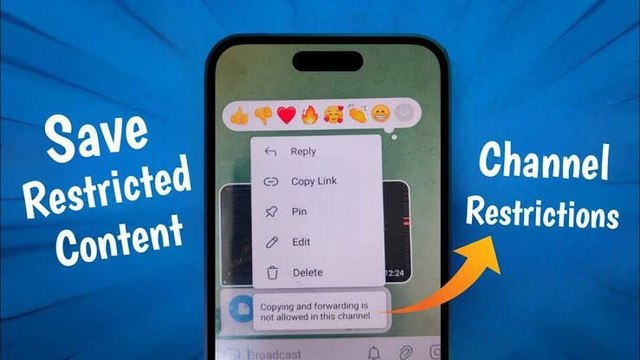 Save
Restricted
Content
Reply
Copy Link
Pin
Edit
Delete
12:24
Copying and forwarding is
not allowed in this channel.
Broadcast
Channel
Restrictions